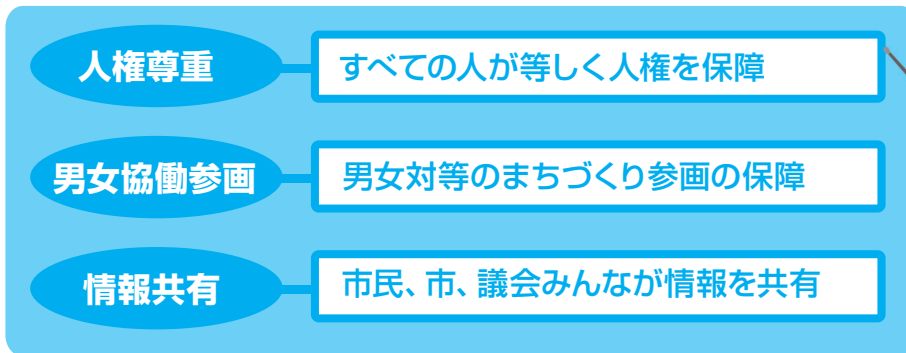 人権尊重
すべての人が等しく人権を保障
男女協働参画
男女対等のまちづくり参画の保障
情報共有
市民、市、議会みんなが情報を共有